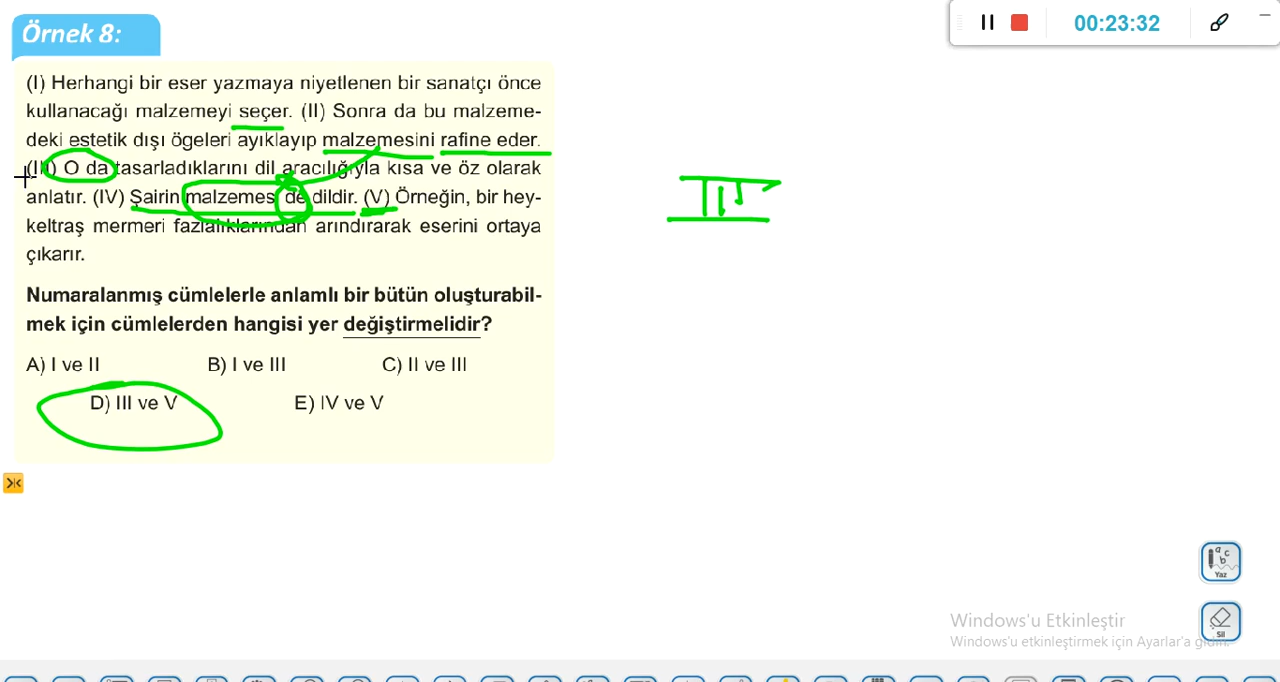 Örnek 8:
00:23:32
(I) Herhangi bir eser yazmaya niyetlenen bir sanatçı önce
kullanacağı malzemeyi seçer. (II) Sonra da bu malzeme-
deki estetik dışı ögeleri ayıklayıp malzemesini rafine eder.
(III) O da tasarladıklarını dil aracılığıyla kısa ve öz olarak
anlatır. (IV) Şairin malzemesi de dildir. (V) Örneğin, bir hey-
keltraş mermeri fazlalıklarından arındırarak eserini ortaya
çıkarır.
III
Numaralanmış cümlelerle anlamlı bir bütün oluşturabil-
mek için cümlelerden hangisi yer değiştirmelidir?
A) I ve II B) I ve III C) II ve III
D) III ve V E) IV ve V
a c
b
Yaz
Sil
Windows'u Etkinleştir
Windows'u etkinleştirmek için Ayarlar'a gidin.